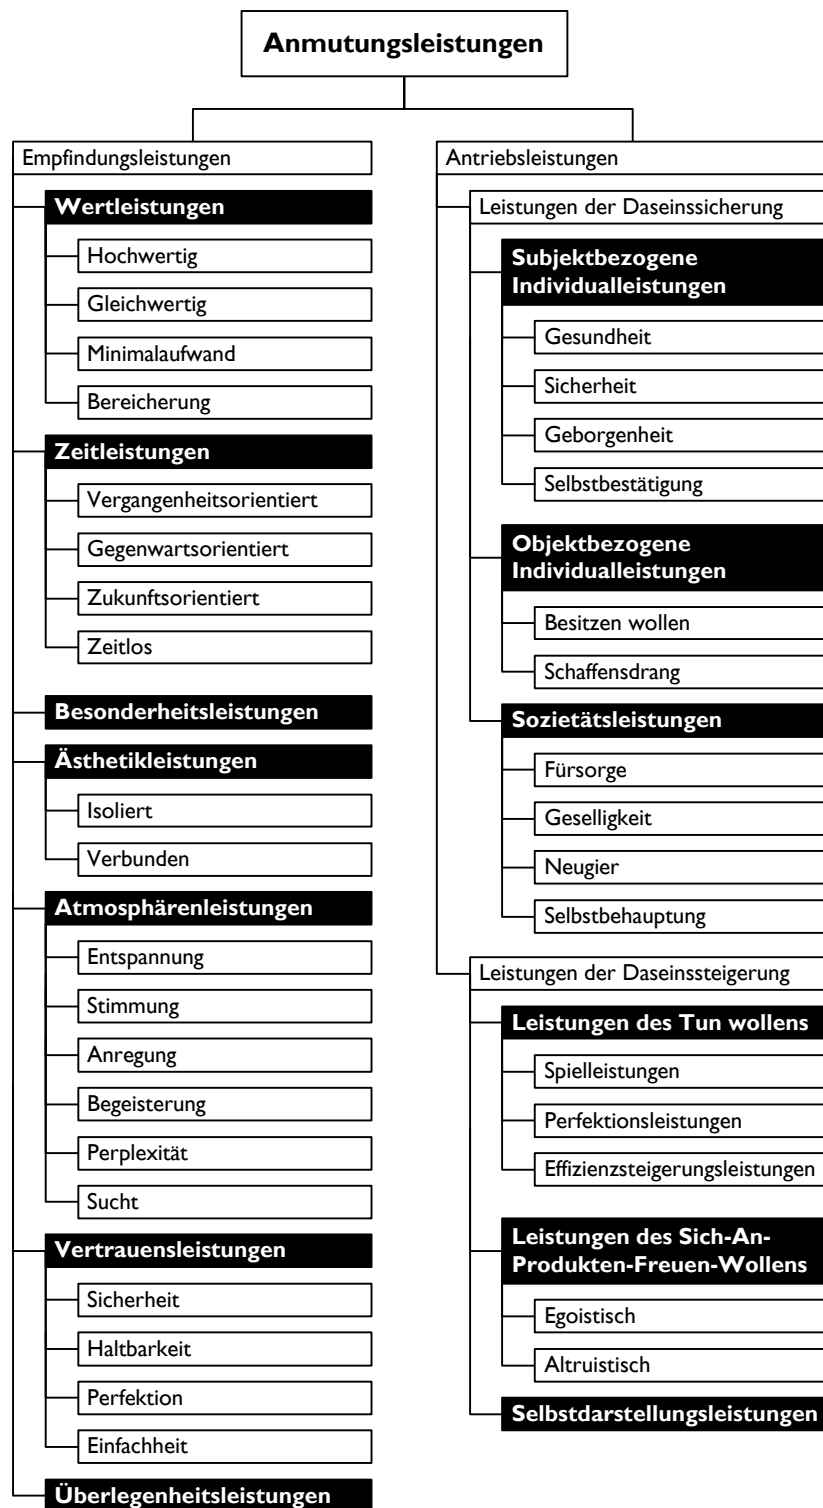 Anmutungsleistungen
Empfindungsleistungen
Wertleistungen
Hochwertig
Gleichwertig
Minimalaufwand
Bereicherung
Zeitleistungen
Vergangenheitsorientiert
Gegenwartsorientiert
Zukunftsorientiert
Zeitlos
Besonderheitsleistungen
Ästhetikleistungen
Isoliert
Verbunden
Atmosphärenleistungen
Entspannung
Stimmung
Anregung
Begeisterung
Perplexität
Sucht
Vertrauensleistungen
Sicherheit
Haltbarkeit
Perfektion
Einfachheit
Überlegenheitsleistungen
Antriebsleistungen
Leistungen der Daseinssicherung
Subjektbezogene
Individualleistungen
Gesundheit
Sicherheit
Geborgenheit
Selbstbestätigung
Objektbezogene
Individualleistungen
Besitzen wollen
Schaffensdrang
Sozietätsleistungen
Fürsorge
Geselligkeit
Neugier
Selbstbehauptung
Leistungen der Daseinssteigerung
Leistungen des Tun wollens
Spielleistungen
Perfektionsleistungen
Effizienzsteigerungsleistungen
Leistungen des Sich-An-
Produkten-Freuen-Wollens
Egoistisch
Altruistisch
Selbstdarstellungsleistungen